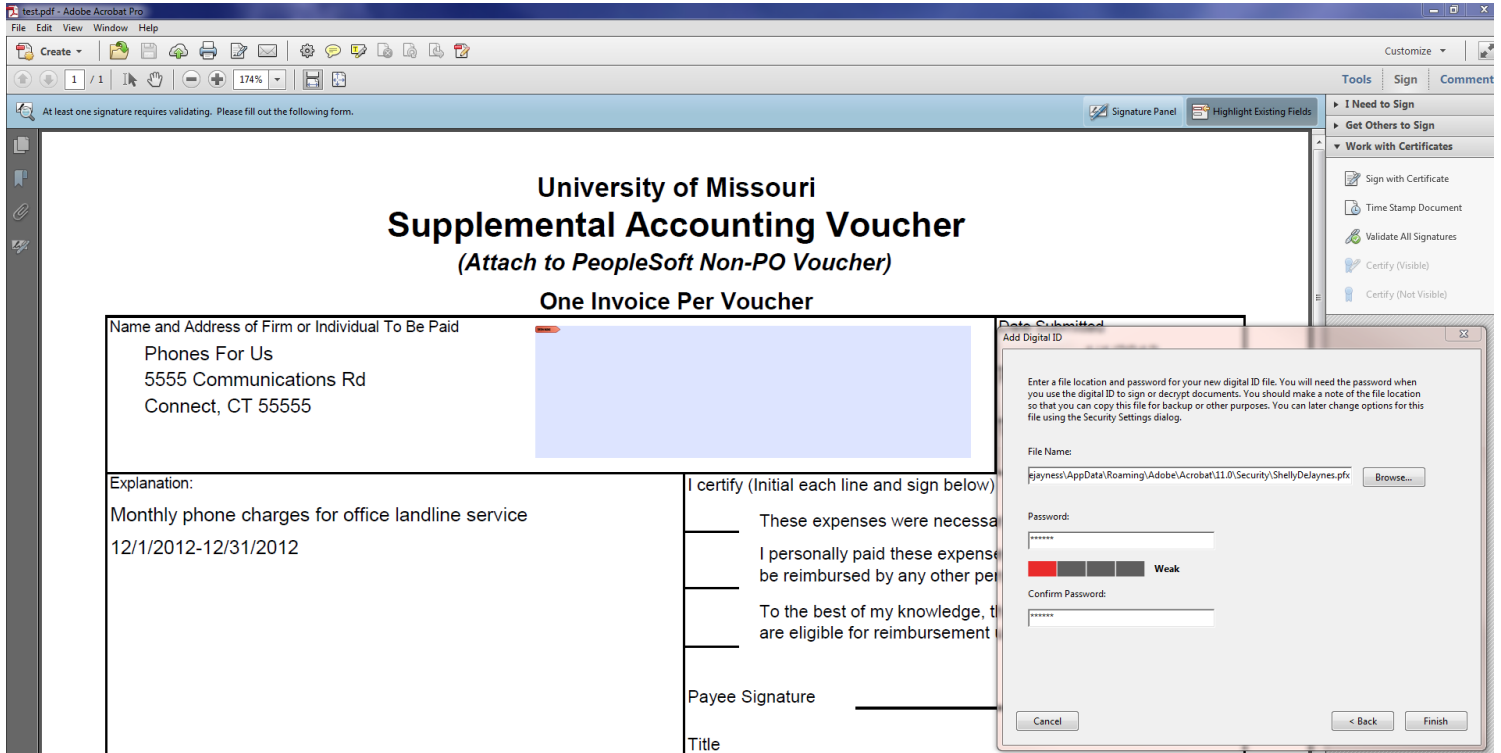 test.pdf - Adobe Acrobat Pro
File Edit View Window Help
Create
Customize
1 / 1 174%
Tools Sign Comment
At least one signature requires validating. Please fill out the following form.
Signature Panel Highlight Existing Fields
I Need to Sign
Get Others to Sign
Work with Certificates
Sign with Certificate
Time Stamp Document
Validate All Signatures
Certify (Visible)
Certify (Not Visible)
University of Missouri
Supplemental Accounting Voucher
(Attach to PeopleSoft Non-PO Voucher)
One Invoice Per Voucher
Name and Address of Firm or Individual To Be Paid
Phones For Us
5555 Communications Rd
Connect, CT 55555
Date Submitted
Explanation:
Monthly phone charges for office landline service
12/1/2012-12/31/2012
I certify (Initial each line and sign below)
These expenses were
I personally paid these
be reimbursed by any other
To the best of my knowledge,
are eligible for reimbursement
Payee Signature
Title
Add Digital ID
Enter a file location and password for your new digital ID file. You will need the password when
you use the digital ID to sign or decrypt documents. You should make a note of the file location
so that you can copy this file for backup or other purposes. You can later change options for this
file using the Security Settings dialog.
File Name:
ejayness\AppData\Roaming\Adobe\Acrobat\11.0\Security\ShellyDeJaynes.pfx
Browse...
Password:
******
Weak
Confirm Password:
******
Cancel
< Back
Finish